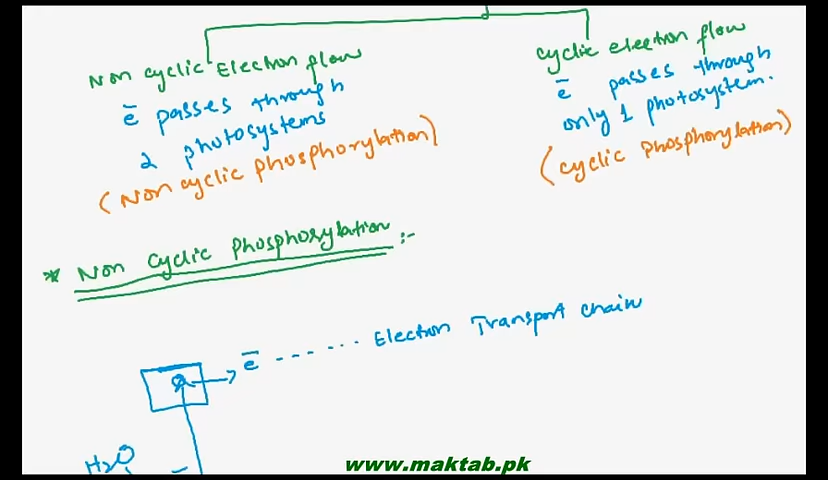 Non cyclic Electron flow
ē passes through
2 photosystems
(Non cyclic phosphorylation)
cyclic electron flow
ē passes through
only 1 photosystem.
(cyclic phosphorylation)
* Non Cyclic Phosphorylation :-
ē ------ Electron Transport chain
H2O
www.maktab.pk